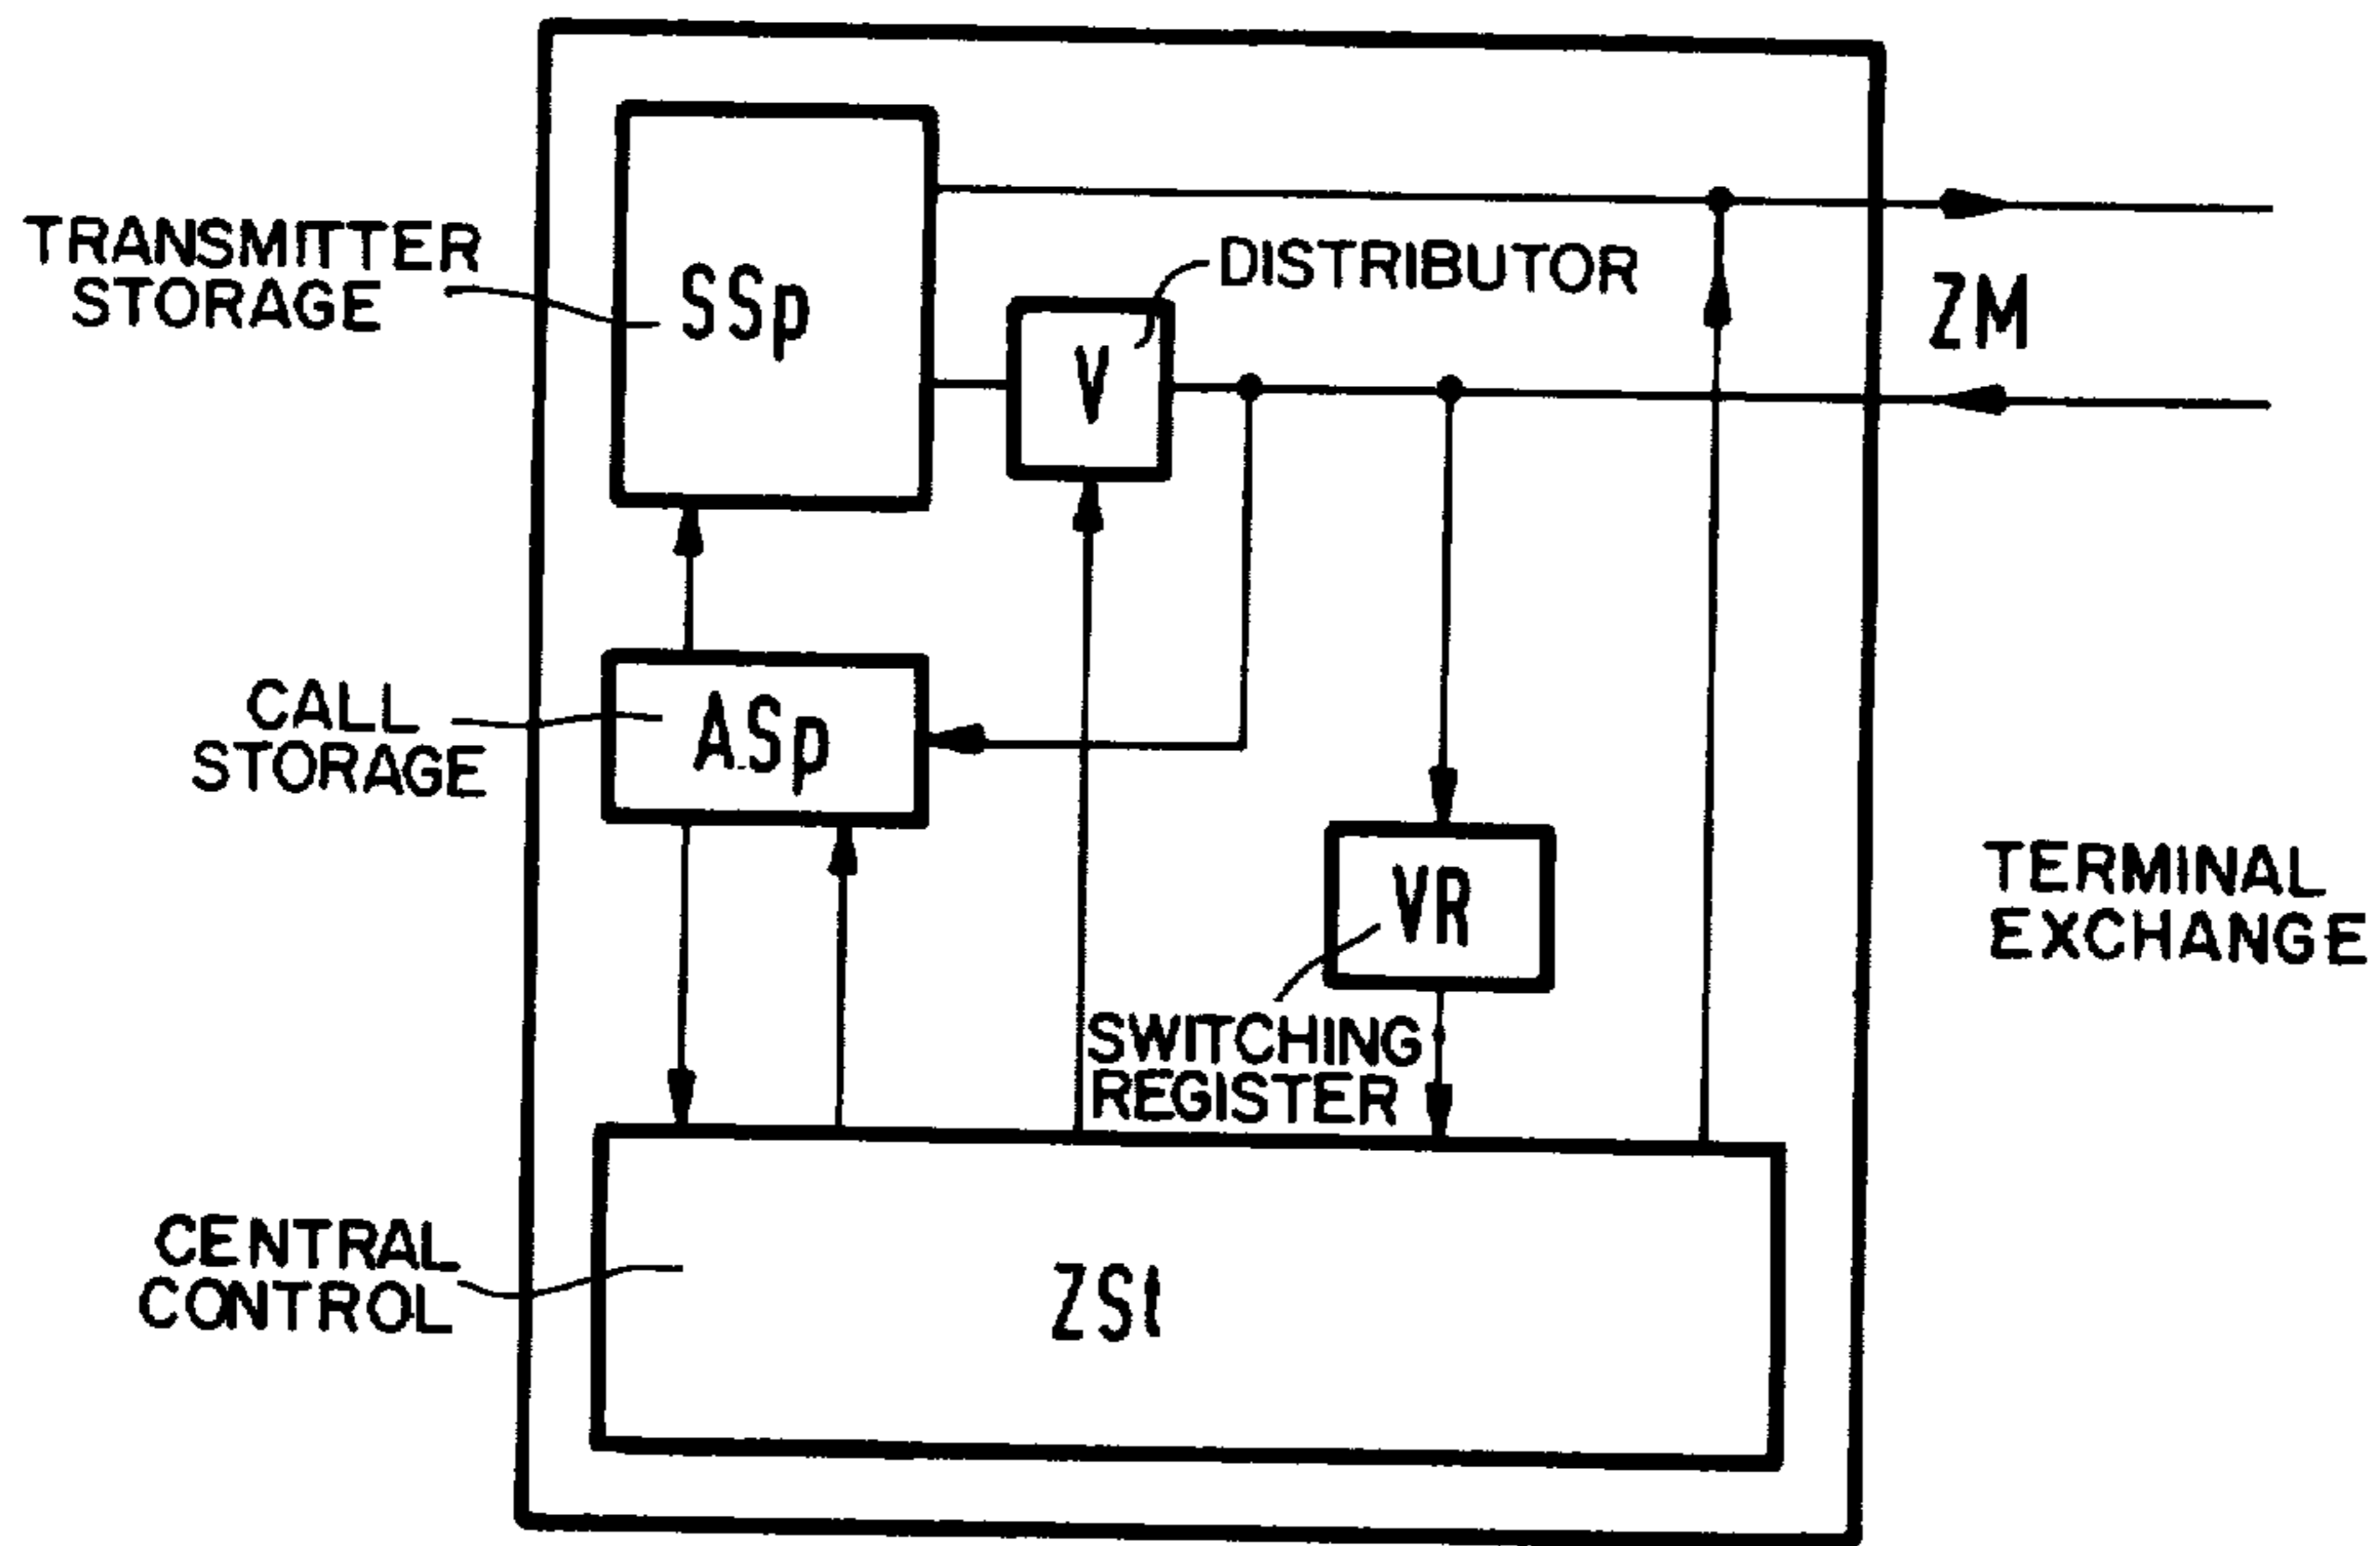 TRANSMITTER
STORAGE
SSp
DISTRIBUTOR
V
ZM
CALL
STORAGE
ASp
VR
SWITCHING
REGISTER
TERMINAL
EXCHANGE
CENTRAL
CONTROL
ZSt